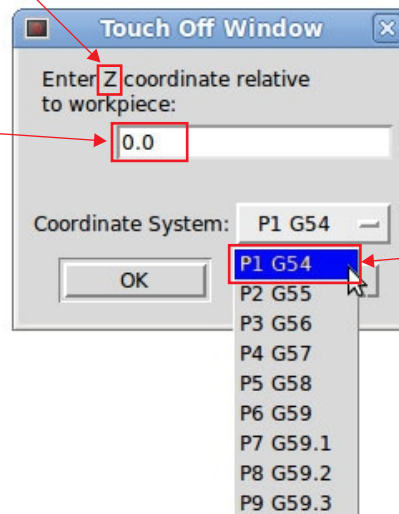 Touch Off Window
Enter Z coordinate relative
to workpiece:
0.0
Coordinate System: P1 G54
OK
P1 G54
P2 G55
P3 G56
P4 G57
P5 G58
P6 G59
P7 G59.1
P8 G59.2
P9 G59.3